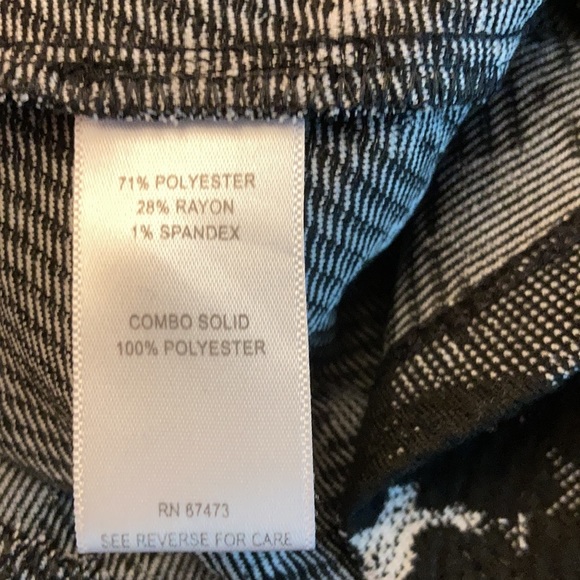 71% POLYESTER
28% RAYON
1% SPANDEX
COMBO SOLID
100% POLYESTER
RN 87473
SEE REVERSE FOR CARE